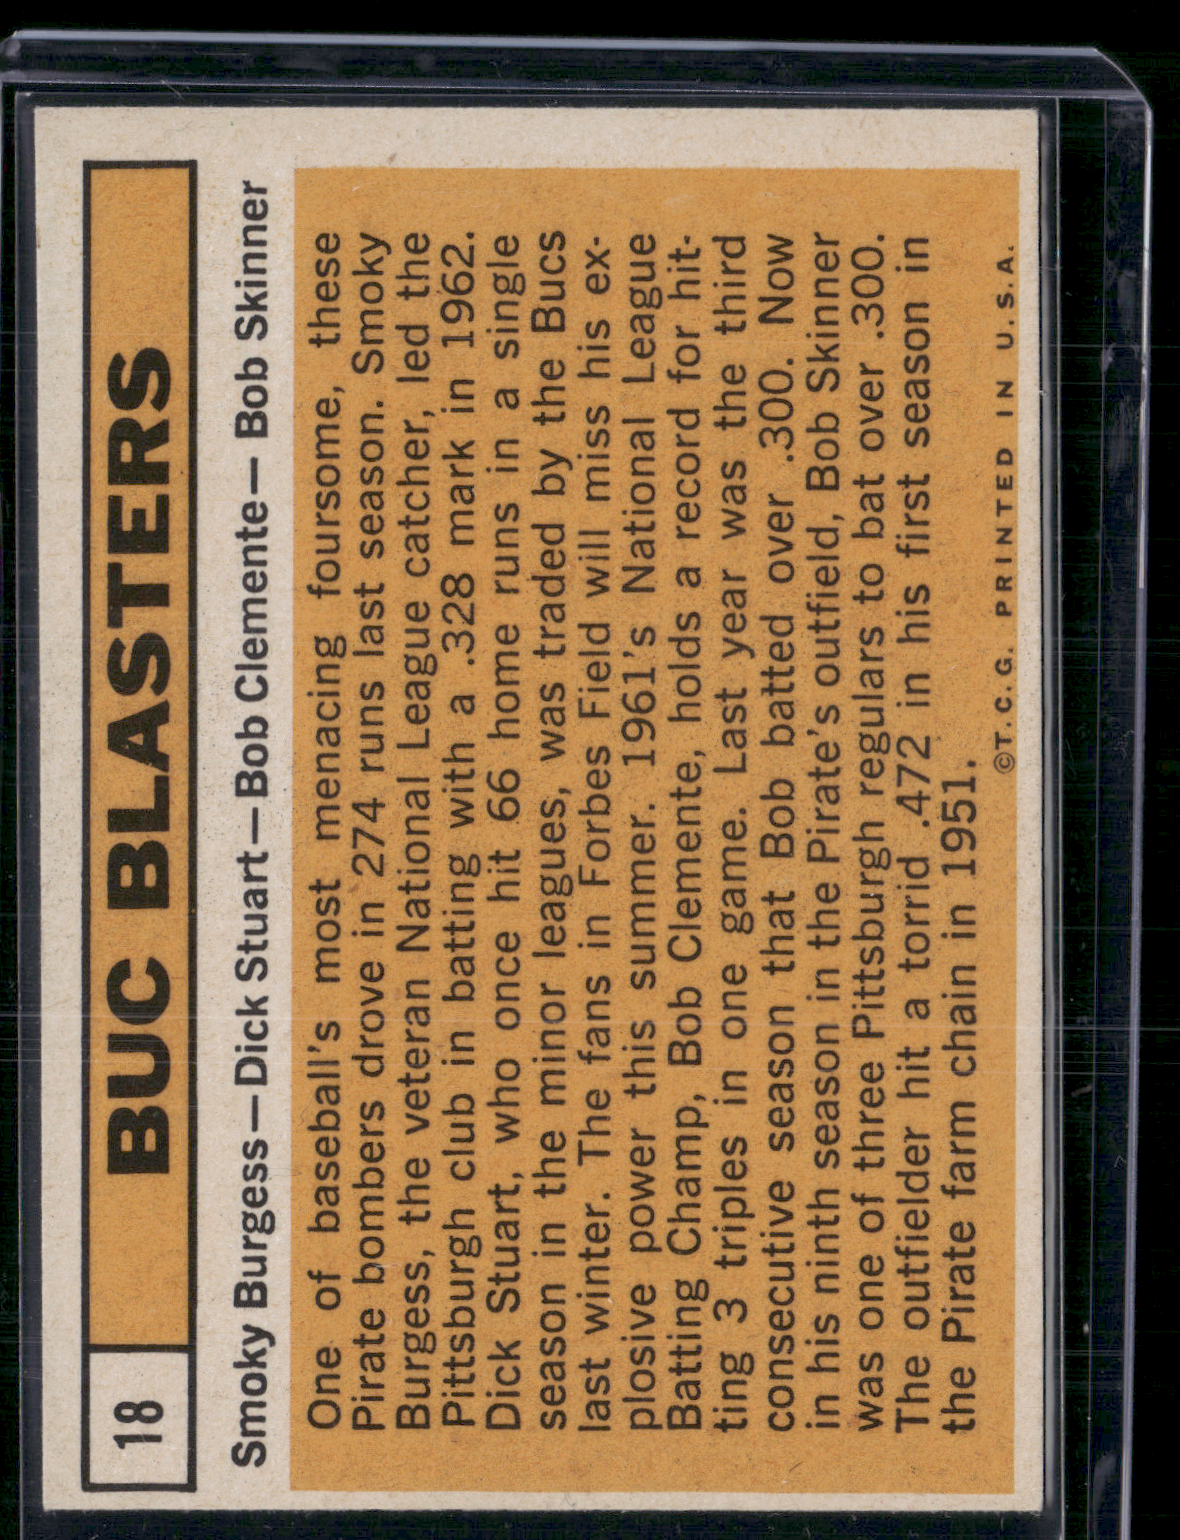 18
BUC BLASTERS
Smoky Burgess—Dick Stuart—Bob Clemente— Bob Skinner
One of baseball's most menacing foursome, these
Pirate bombers drove in 274 runs last season. Smoky
Burgess, the veteran National League catcher, led the
Pittsburgh club in batting with a .328 mark in 1962.
Dick Stuart, who once hit 66 home runs in a single
season in the minor leagues, was traded by the Bucs
last winter. The fans in Forbes Field will miss his ex-
plosive power this summer. 1961's National League
Batting Champ, Bob Clemente, holds a record for hit-
ting 3 triples in one game. Last year was the third
consecutive season that Bob batted over .300. Now
in his ninth season in the Pirate's outfield, Bob Skinner
was one of three Pittsburgh regulars to bat over .300.
The outfielder hit a torrid .472 in his first season in
the Pirate farm chain in 1951.
©T.C.G. PRINTED IN U.S.A.